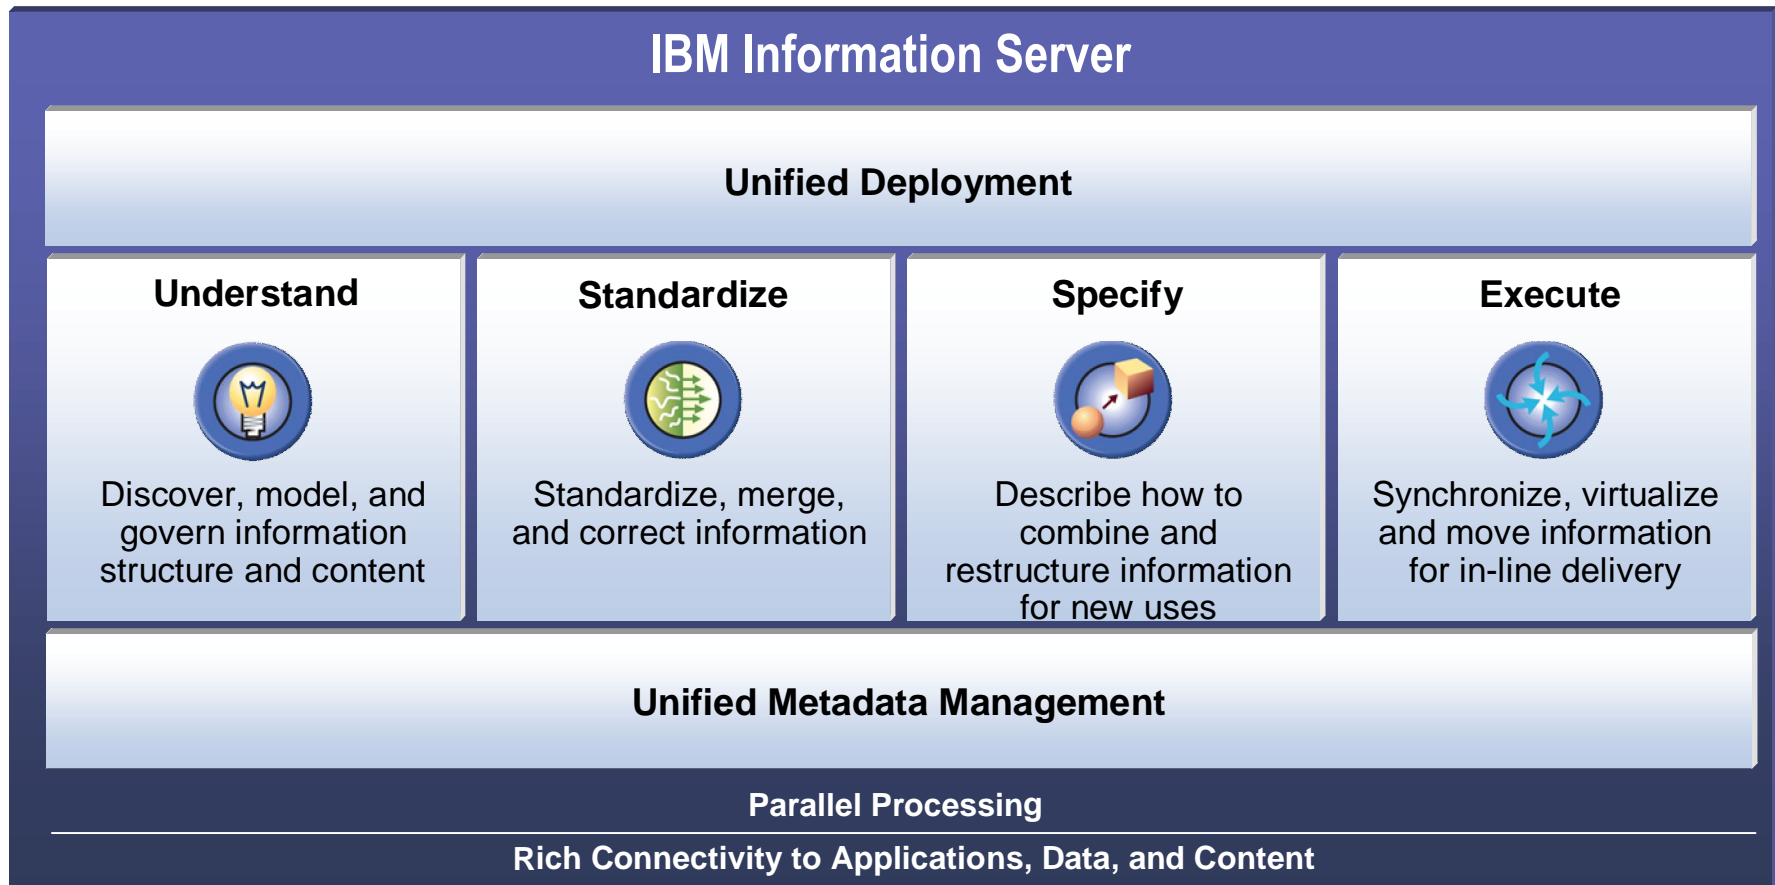 IBM Information Server
Unified Deployment
Understand
Discover, model, and
govern information
structure and content
Standardize
Standardize, merge,
and correct information
Specify
Describe how to
combine and
restructure information
for new uses
Execute
Synchronize, virtualize
and move information
for in-line delivery
Unified Metadata Management
Parallel Processing
Rich Connectivity to Applications, Data, and Content